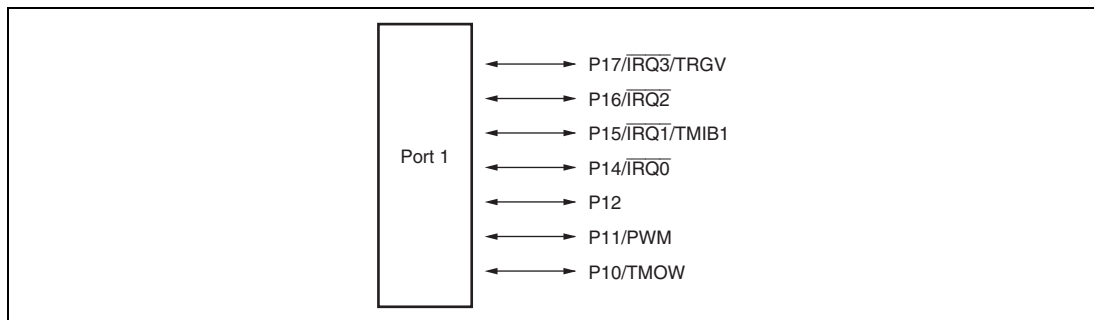 Port 1
P17/IRQ3/TRGV
P16/IRQ2
P15/IRQ1/TMIB1
P14/IRQ0
P12
P11/PWM
P10/TMOW